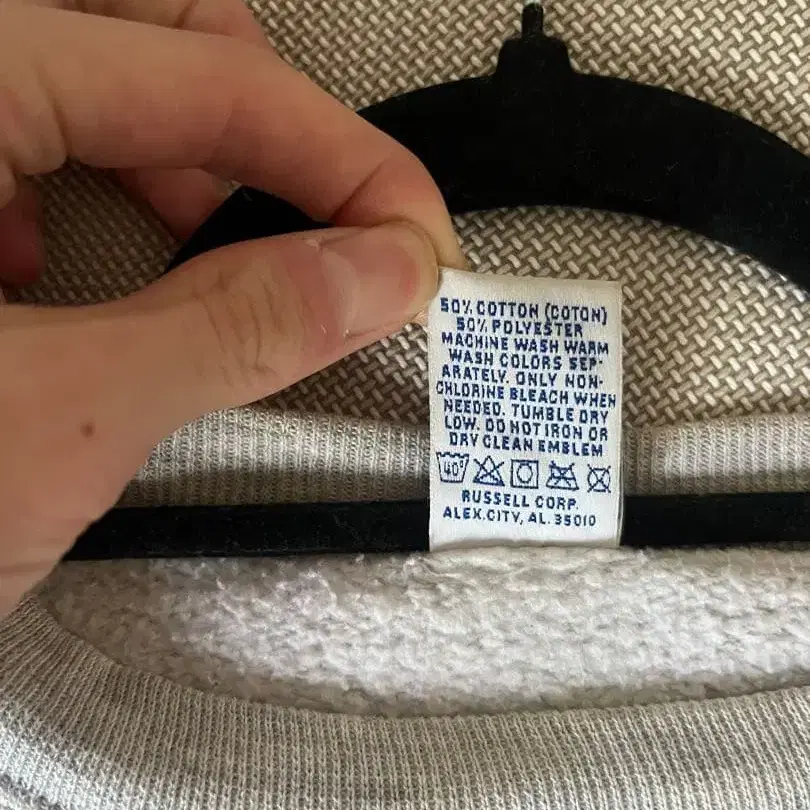 50% COTTON (COTON)
50% POLYESTER
MACHINE WASH WARM
WASH COLORS SEP-
ARATELY. ONLY NON-
CHLORINE BLEACH WHEN
NEEDED. TUMBLE DRY
LOW. DO NOT IRON OR
DRY CLEAN EMBLEM
40°
RUSSELL CORP.
ALEX.CITY, AL. 35010